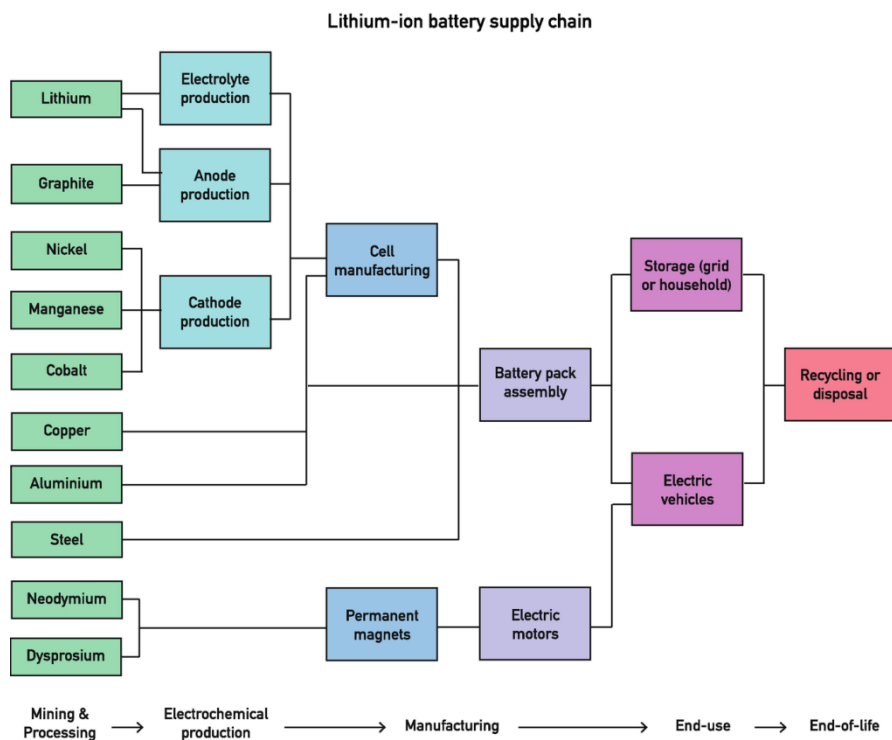 Lithium-ion battery supply chain
Lithium
Graphite
Nickel
Manganese
Cobalt
Copper
Aluminium
Steel
Neodymium
Dysprosium
Electrolyte
production
Anode
production
Cathode
production
Cell
manufacturing
Permanent
magnets
Battery pack
assembly
Electric
motors
Storage (grid
or household)
Electric
vehicles
Recycling or
disposal
Mining &
Processing
Electrochemical
production
Manufacturing
End-use
End-of-life